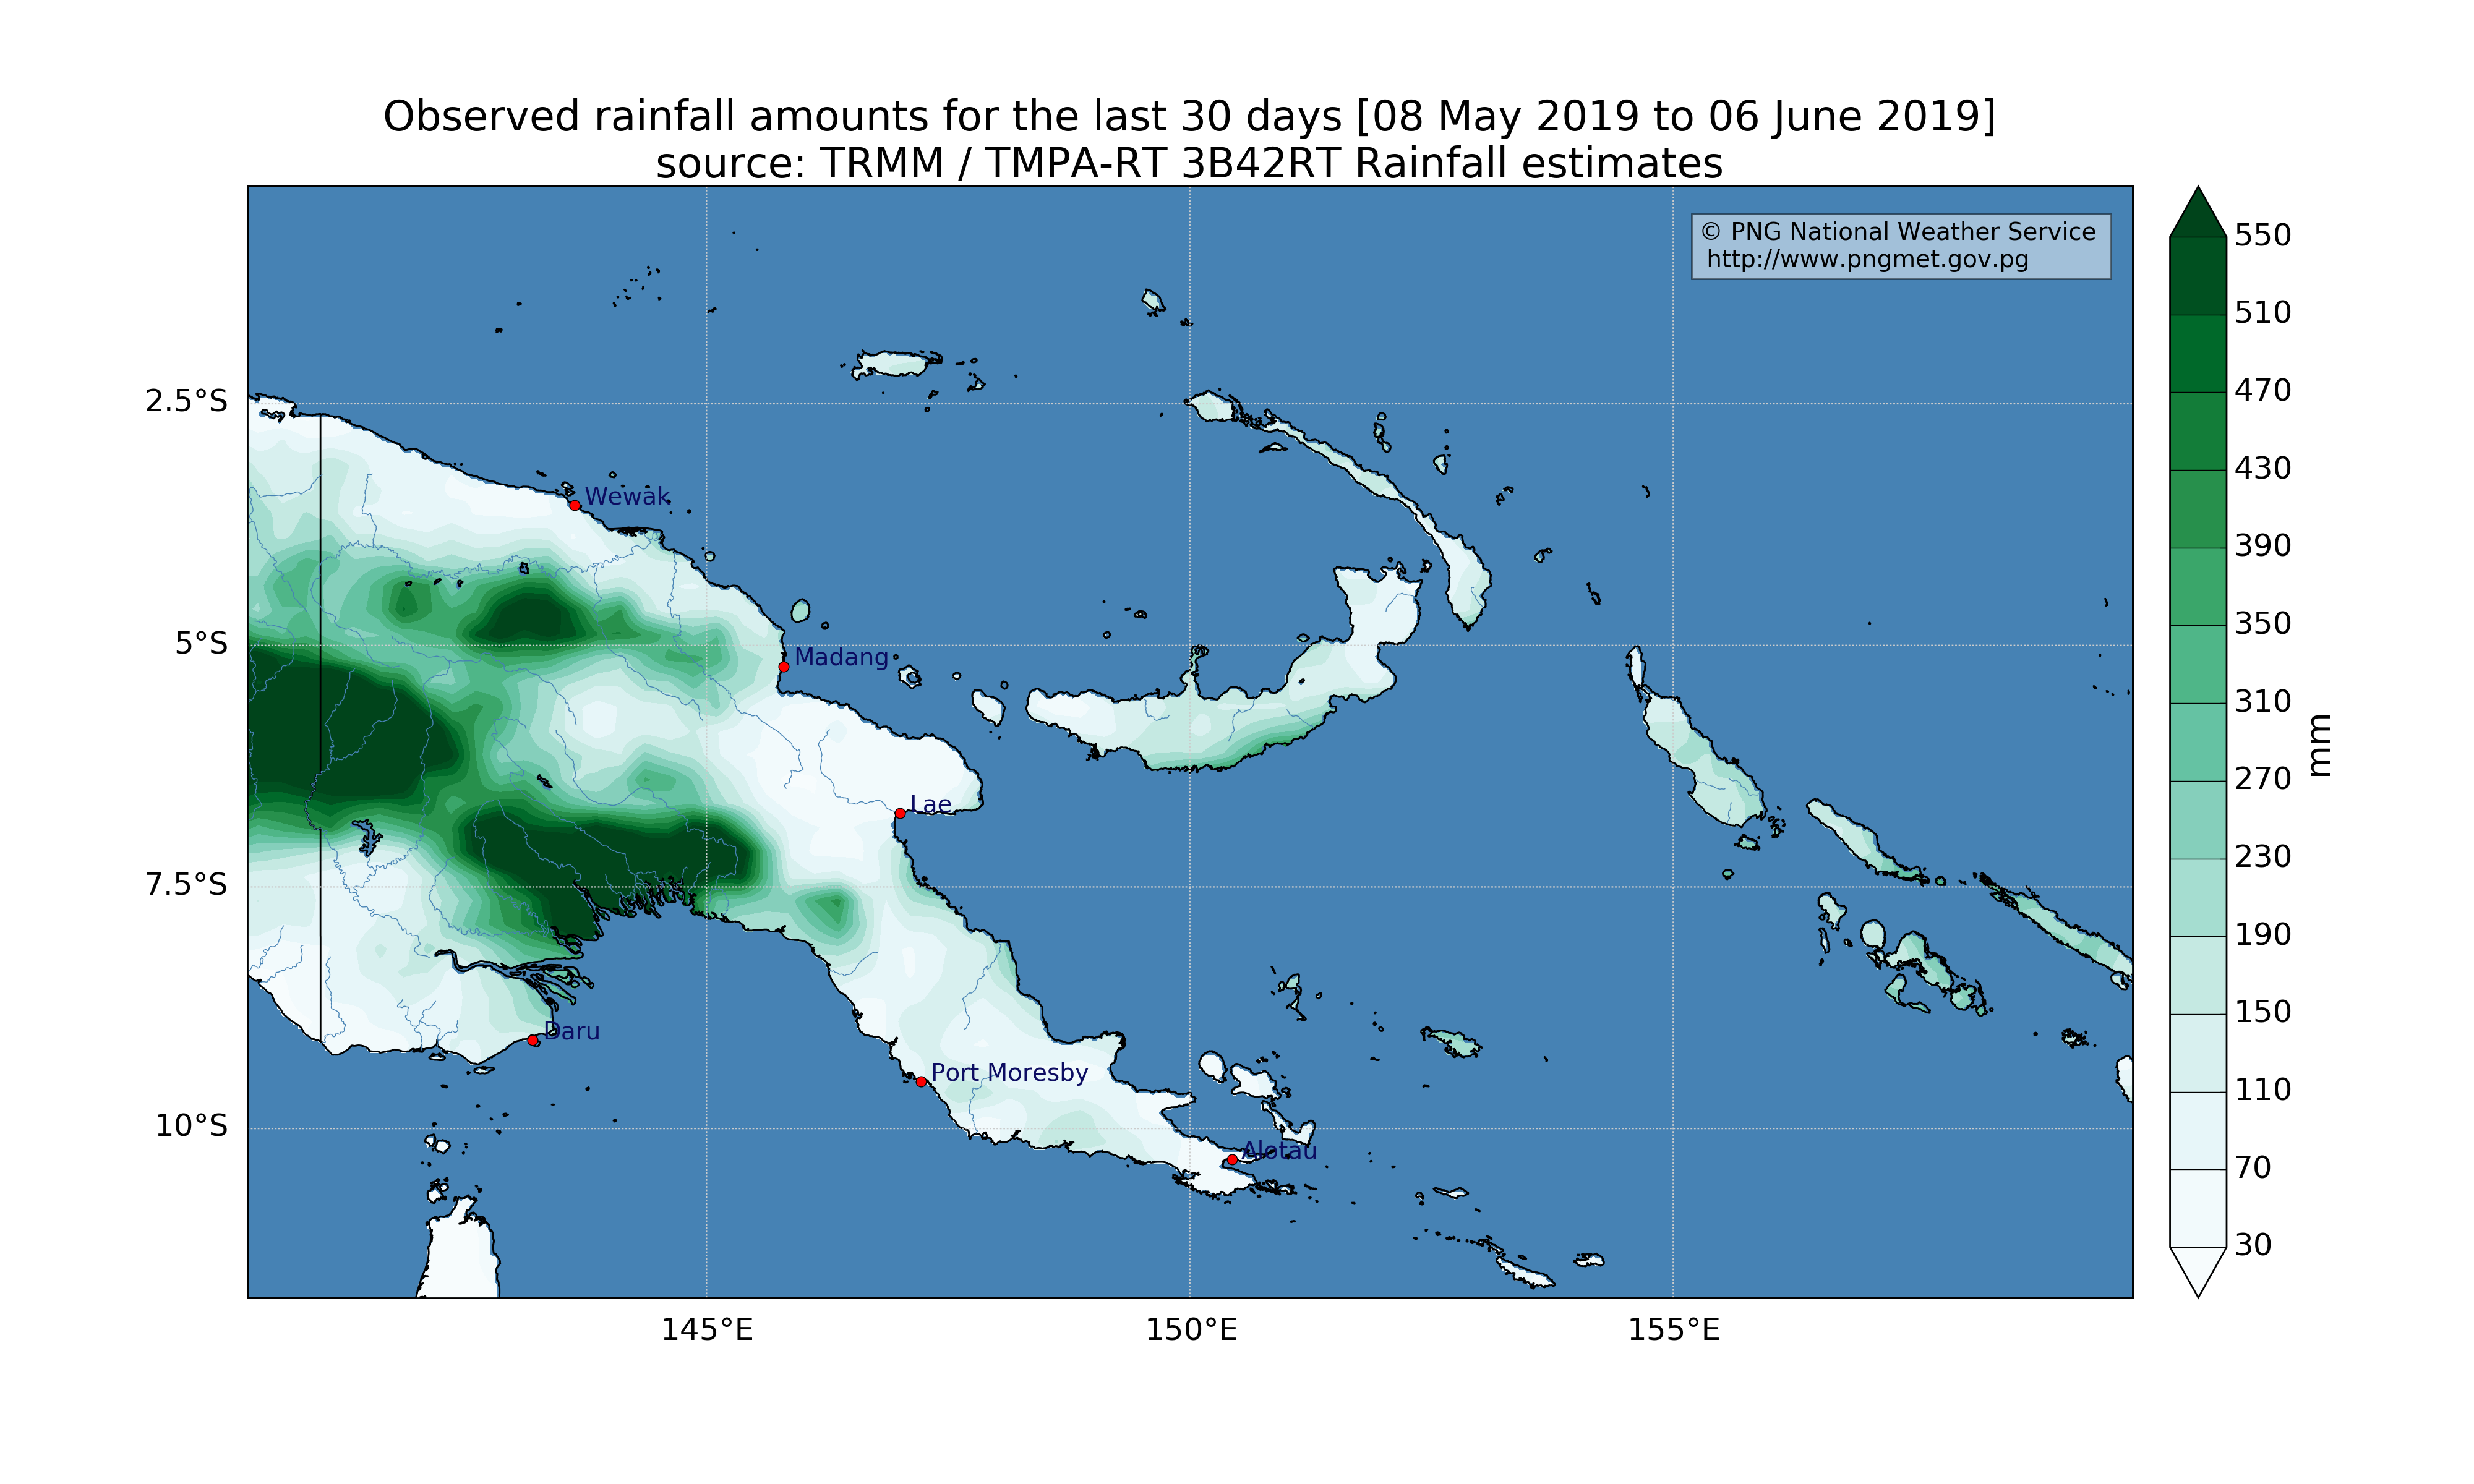 Observed rainfall amounts for the last 30 days [08 May 2019 to 06 June 2019]
source: TRMM / TMPA-RT 3B42RT Rainfall estimates
© PNG National Weather Service
http://www.pngmet.gov.pg
550
510
470
430
390
350
310
270
230
190
150
110
70
30
mm
2.5°S
5°S
7.5°S
10°S
Wewak
Madang
Lae
Daru
Port Moresby
Alotau
145°E
150°E
155°E